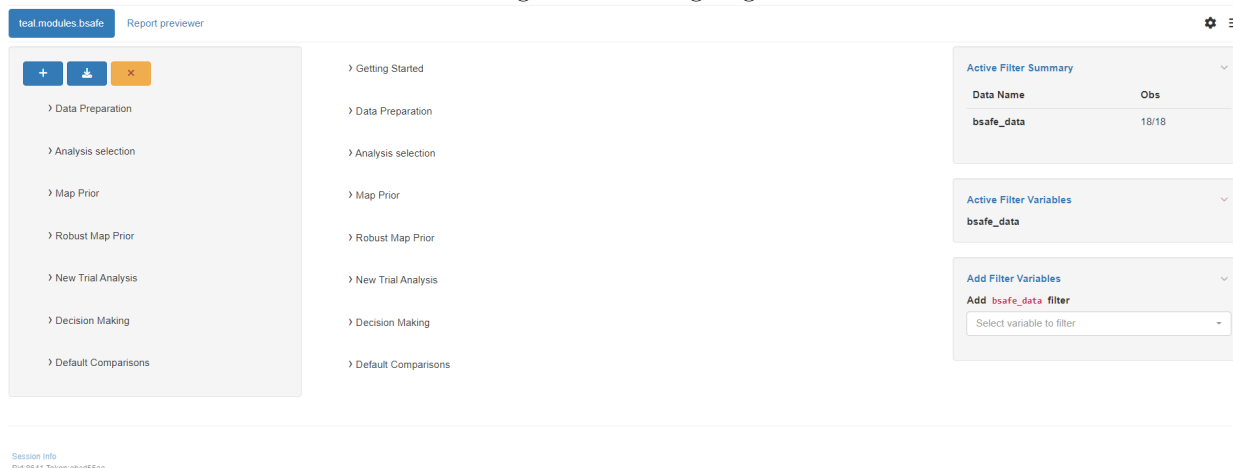 teal.modules.bsafe Report previewer
Data Preparation
Analysis selection
Map Prior
Robust Map Prior
New Trial Analysis
Decision Making
Default Comparisons
Getting Started
Data Preparation
Analysis selection
Map Prior
Robust Map Prior
New Trial Analysis
Decision Making
Default Comparisons
Active Filter Summary
Data Name Obs
bsafe_data 18/18
Active Filter Variables
bsafe_data
Add Filter Variables
Add bsafe_data filter
Select variable to filter
Session Info